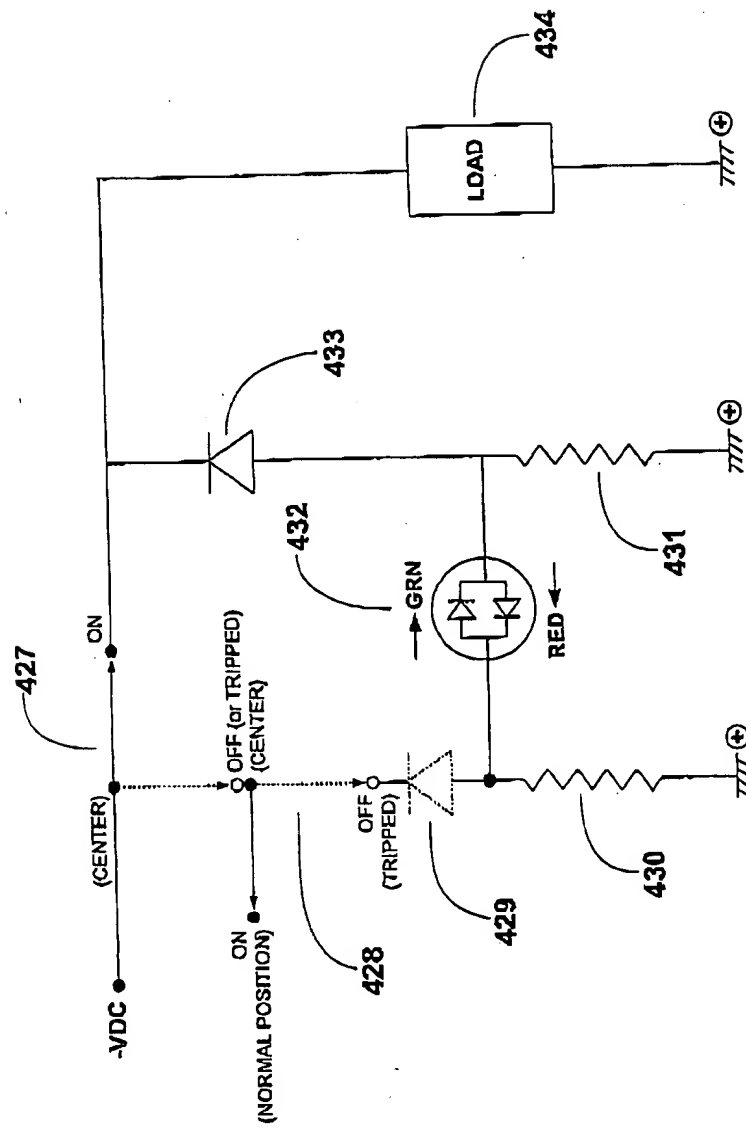 -VDC
(CENTER)
427
ON
OFF (or TRIPPED)
(CENTER)
ON
(NORMAL POSITION)
428
OFF
(TRIPPED)
429
430
432
GRN
RED
433
431
434
LOAD
+
+
+